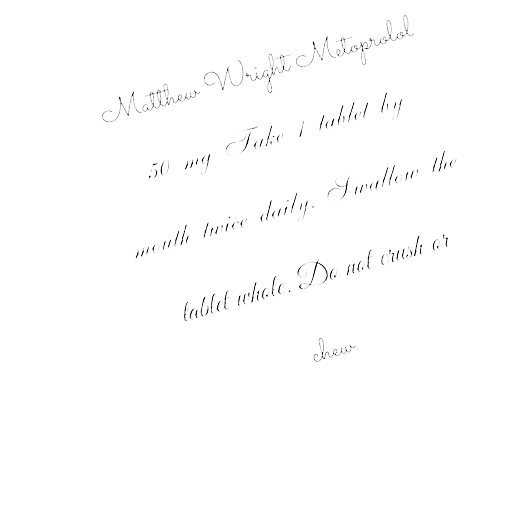 Matthew Wright Metoprolol
50 mg Take 1 tablet by
mouth twice daily. Swallow the
tablet whole. Do not crush or
chew.